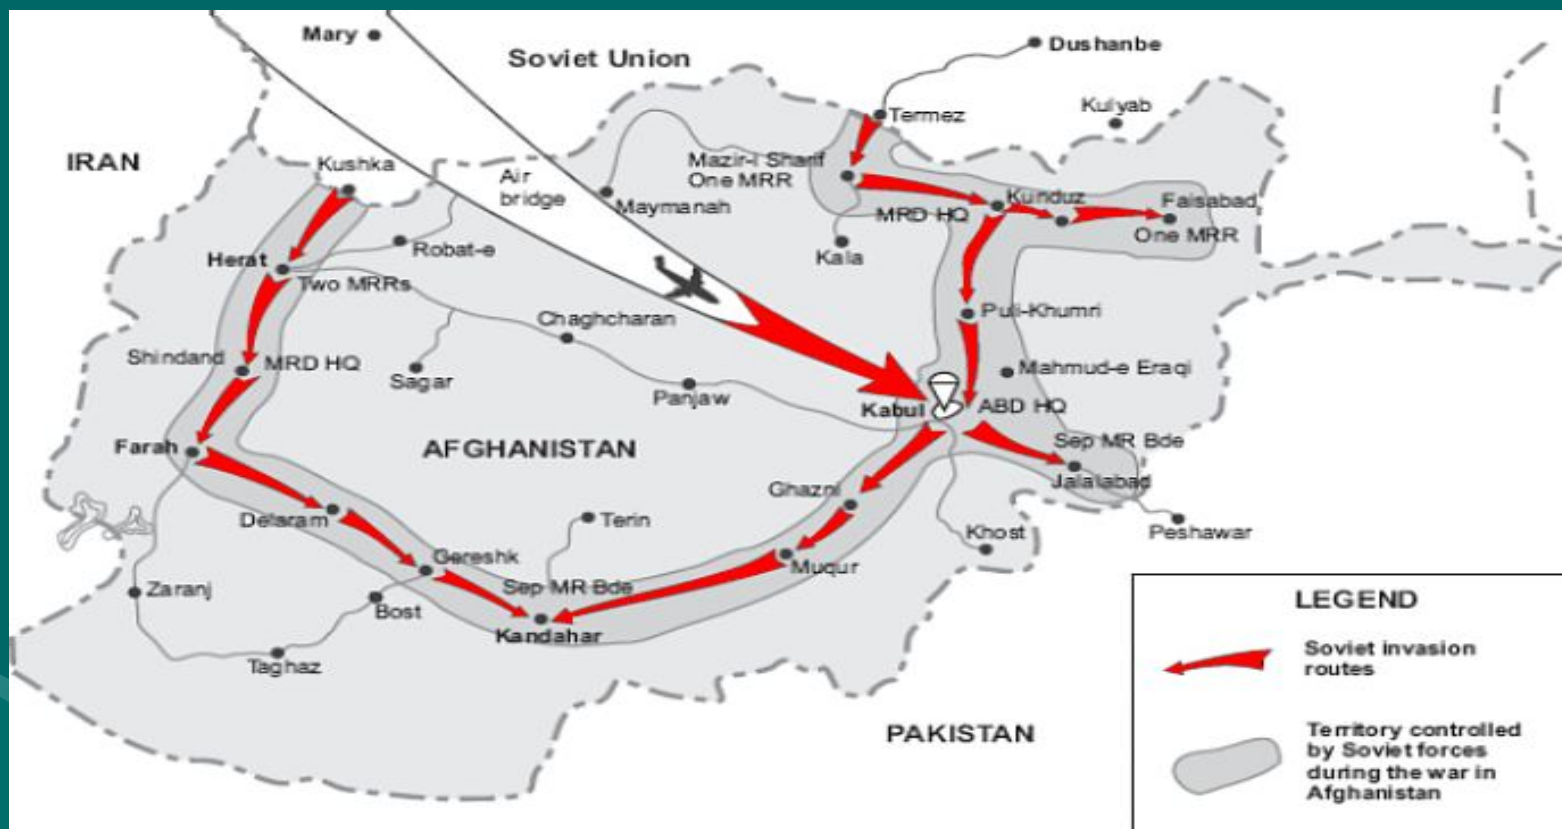 Mary
Soviet Union
Dushanbe
Termez
Kulyab
IRAN
Kushka
Air
bridge
Mazir-i Sharif
One MRR
Maymanah
MRD HQ
Kunduz
Faisabad
One MRR
Herat
Robat-e
Kala
Two MRRs
Puli-Khumri
Chaghcharan
Shindand
MRD HQ
Sagar
Panjaw
Mahmud-e Eraqi
Kabul
ABD HQ
Farah
AFGHANISTAN
Sep MR Bde
Jalalabad
Ghazni
Delaram
Terin
Khost
Peshawar
Gereshk
Muqur
Zaranj
Bost
Sep MR Bde
Kandahar
Taghaz
PAKISTAN
LEGEND
Soviet invasion
routes
Territory controlled
by Soviet forces
during the war in
Afghanistan